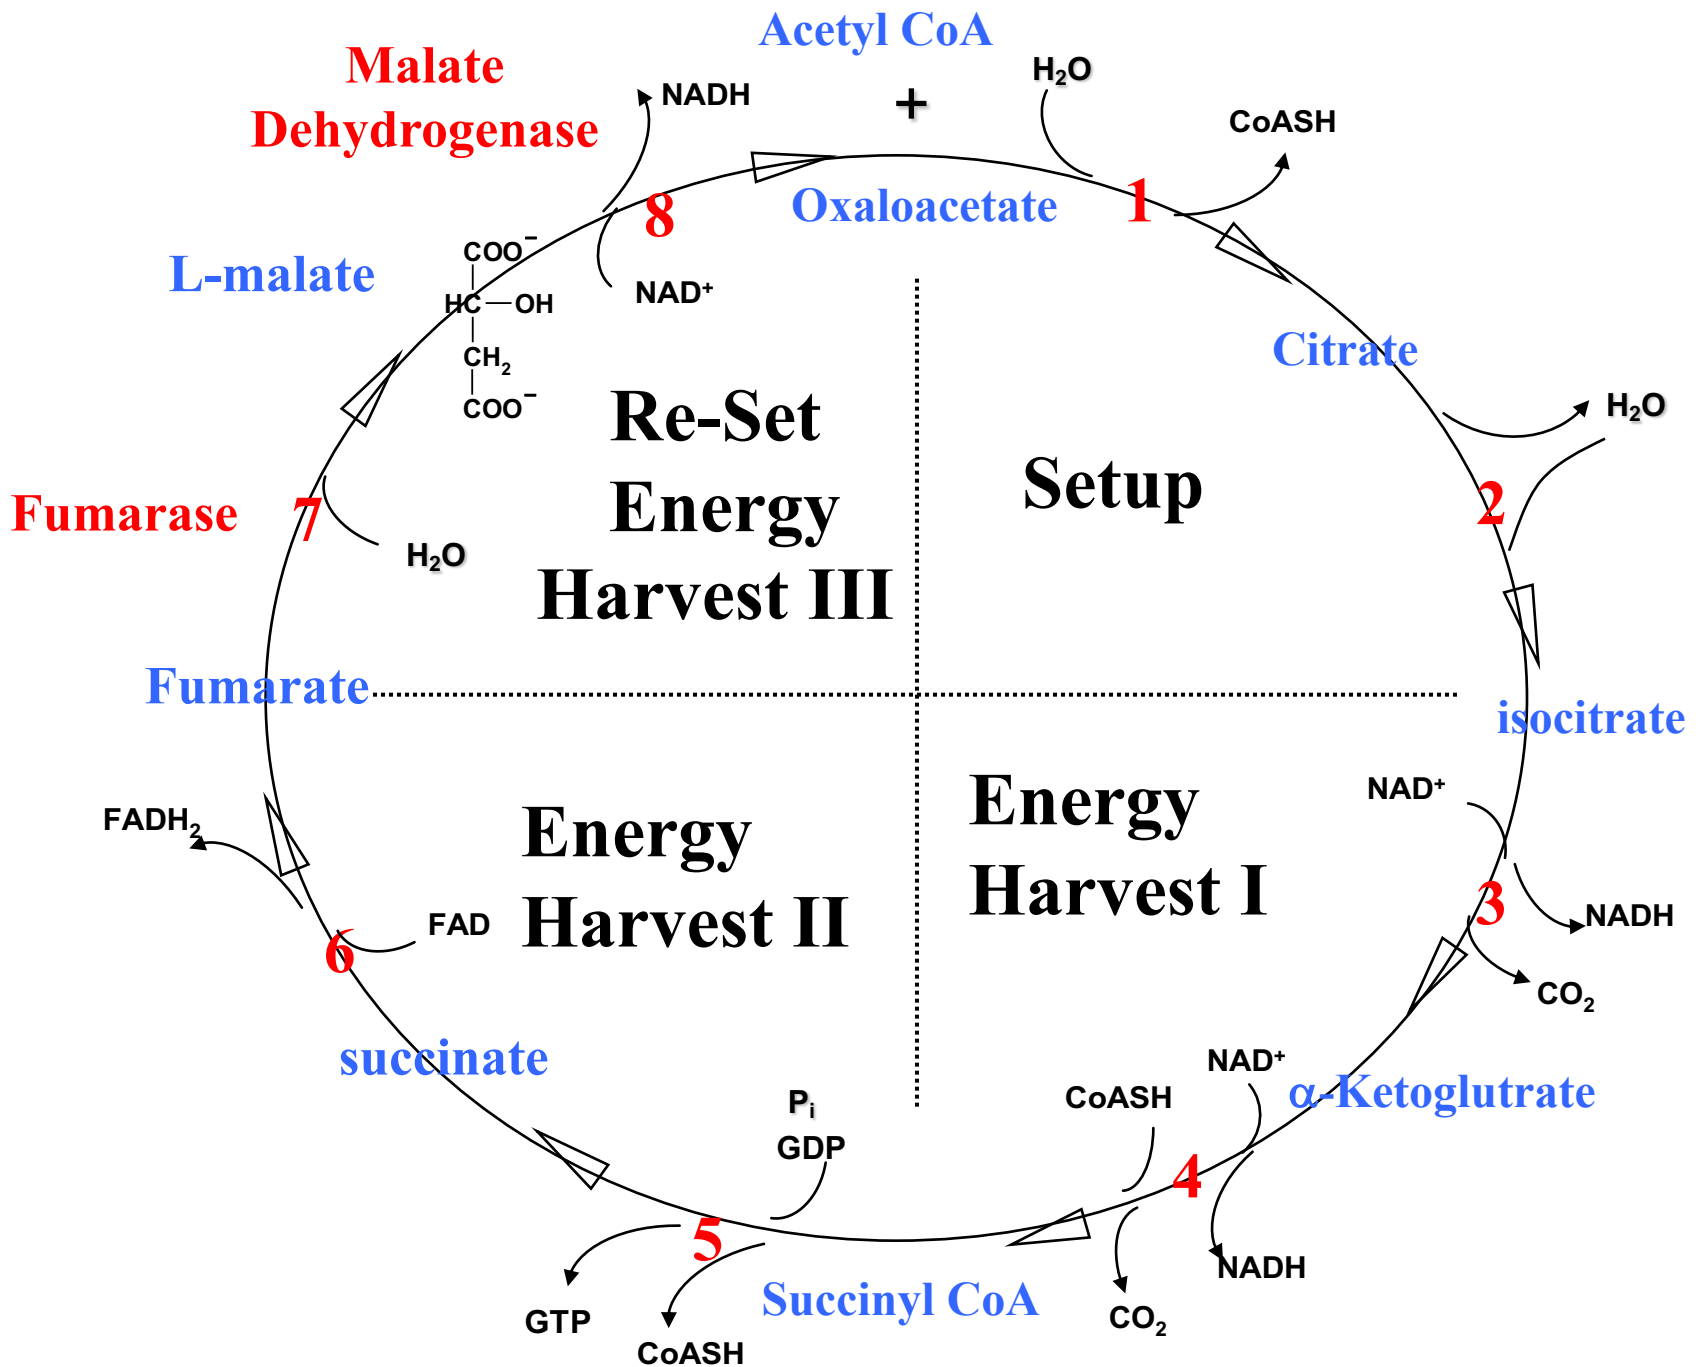 Acetyl CoA
+
Oxaloacetate
H₂O
1
CoASH
Citrate
H₂O
2
isocitrate
NAD⁺
3
NADH
CO₂
α-Ketoglutrate
NAD⁺
CoASH
4
NADH
CO₂
Succinyl CoA
Pᵢ
GDP
5
GTP
CoASH
succinate
FAD
6
FADH₂
Fumarate
Fumarase
7
H₂O
L-malate
COO⁻
HC—OH
CH₂
COO⁻
Malate
Dehydrogenase
8
NAD⁺
NADH
Setup
Energy
Harvest I
Energy
Harvest II
Re-Set
Energy
Harvest III